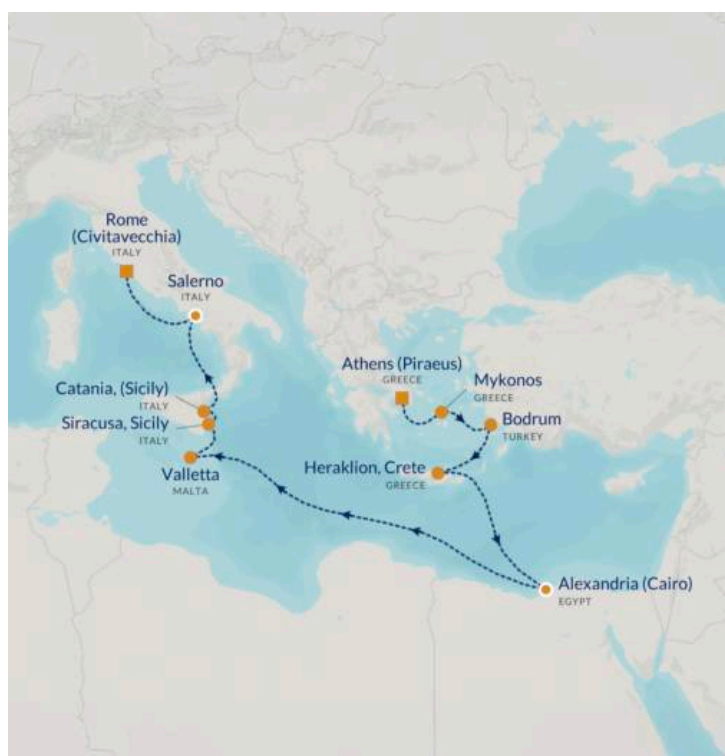 Rome
(Civitavecchia)
ITALY
Salerno
ITALY
Athens (Piraeus)
GREECE
Mykonos
GREECE
Catania, (Sicily)
ITALY
Siracusa, Sicily
ITALY
Bodrum
TURKEY
Valletta
MALTA
Heraklion, Crete
GREECE
Alexandria (Cairo)
EGYPT